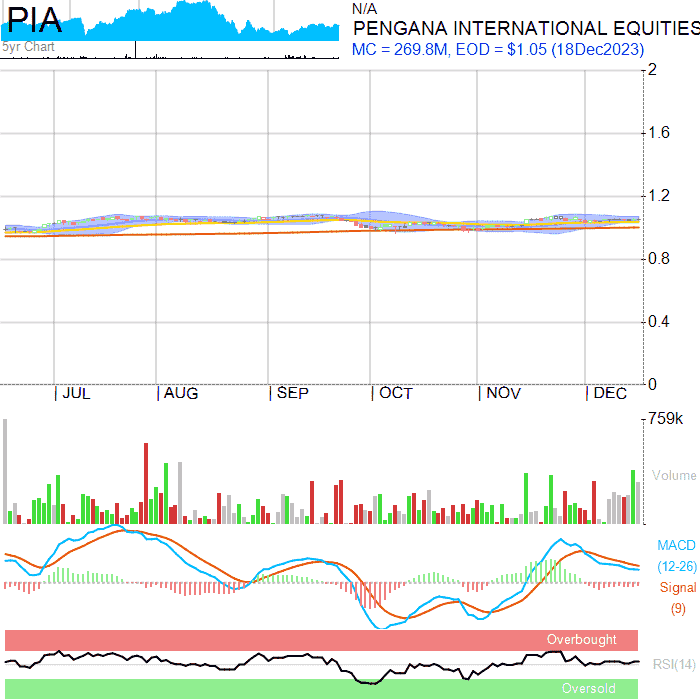 PIA
5yr Chart
N/A
PENGANA INTERNATIONAL EQUITIES
MC = 269.8M, EOD = $1.05 (18Dec2023)
2
1.6
1.2
0.8
0.4
0
JUL
AUG
SEP
OCT
NOV
DEC
759k
Volume
MACD
(12-26)
Signal
(9)
Overbought
RSI(14)
Oversold